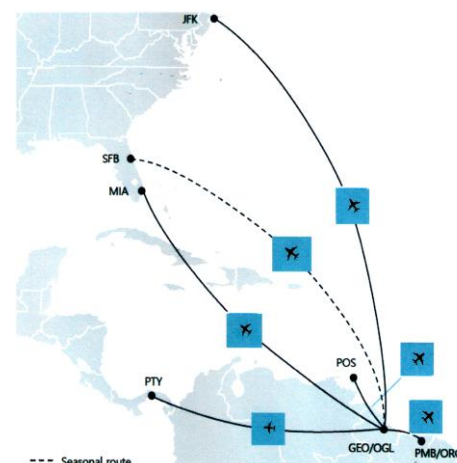 JFK
SFB
MIA
POS
PTY
GEO/OGL
PMB/ORG
--- Seasonal route